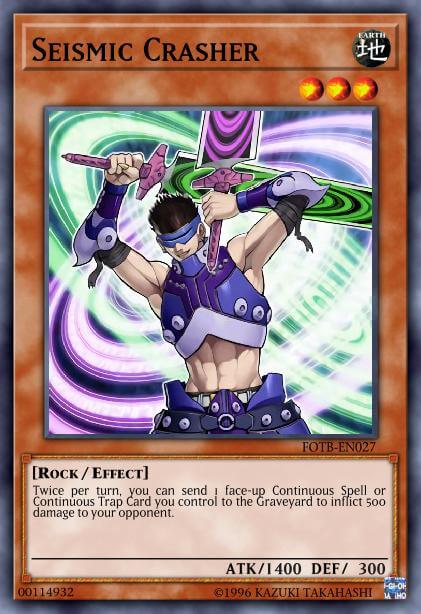 SEISMIC CRASHER
EARTH
地
FOTB-EN027
[ROCK / EFFECT]
Twice per turn, you can send 1 face-up Continuous Spell or
Continuous Trap Card you control to the Graveyard to inflict 500
damage to your opponent.
ATK/1400 DEF/ 300
00114932
©1996 KAZUKI TAKAHASHI